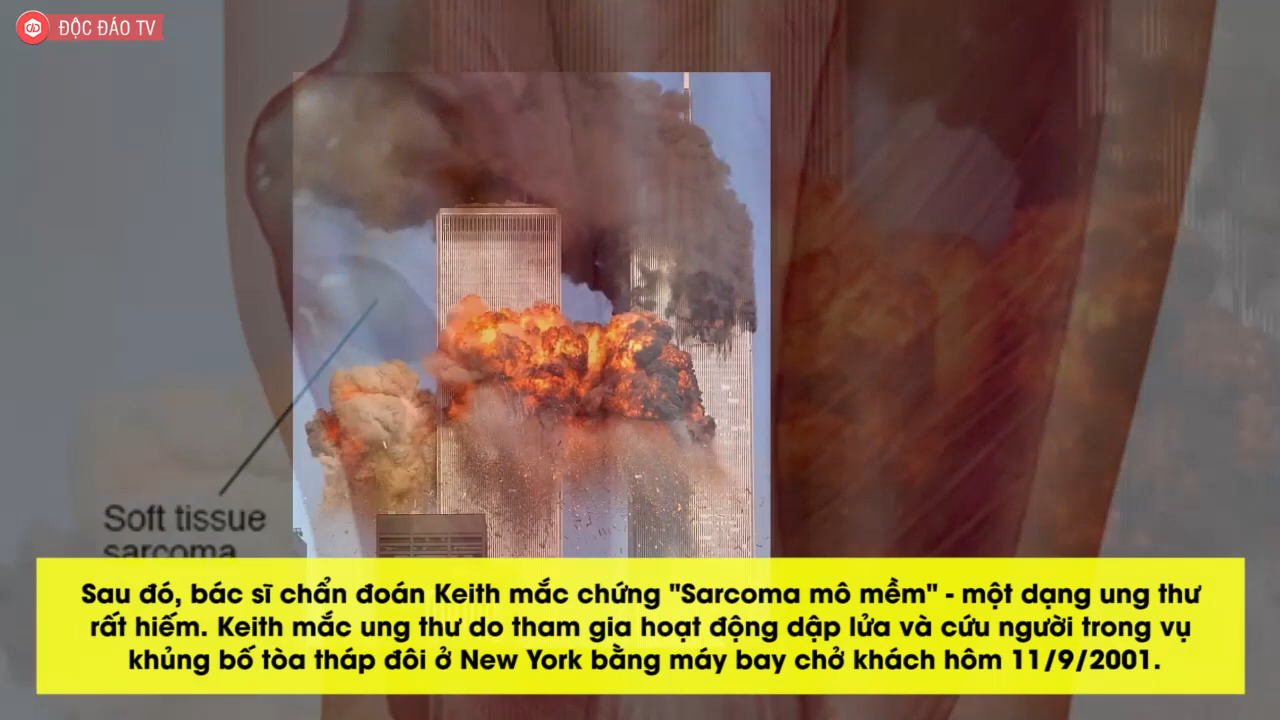 ĐỘC ĐÁO TV
Soft tissue
sarcoma
Sau đó, bác sĩ chẩn đoán Keith mắc chứng "Sarcoma mô mềm" - một dạng ung thư
rất hiếm. Keith mắc ung thư do tham gia hoạt động dập lửa và cứu người trong vụ
khủng bố tòa tháp đôi ở New York bằng máy bay chở khách hôm 11/9/2001.